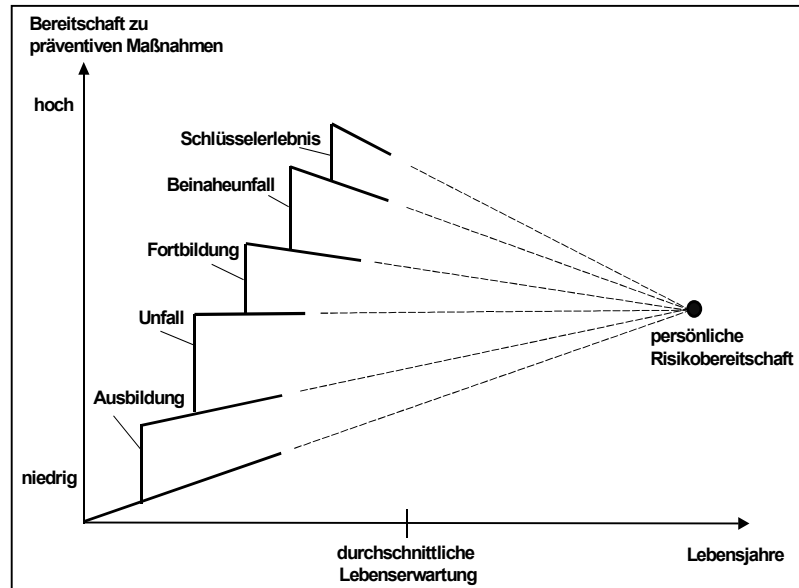 Bereitschaft zu
präventiven Maßnahmen
hoch
Schlüsselerlebnis
Beinaheunfall
Fortbildung
Unfall
persönliche
Risikobereitschaft
Ausbildung
niedrig
durchschnittliche
Lebenserwartung
Lebensjahre